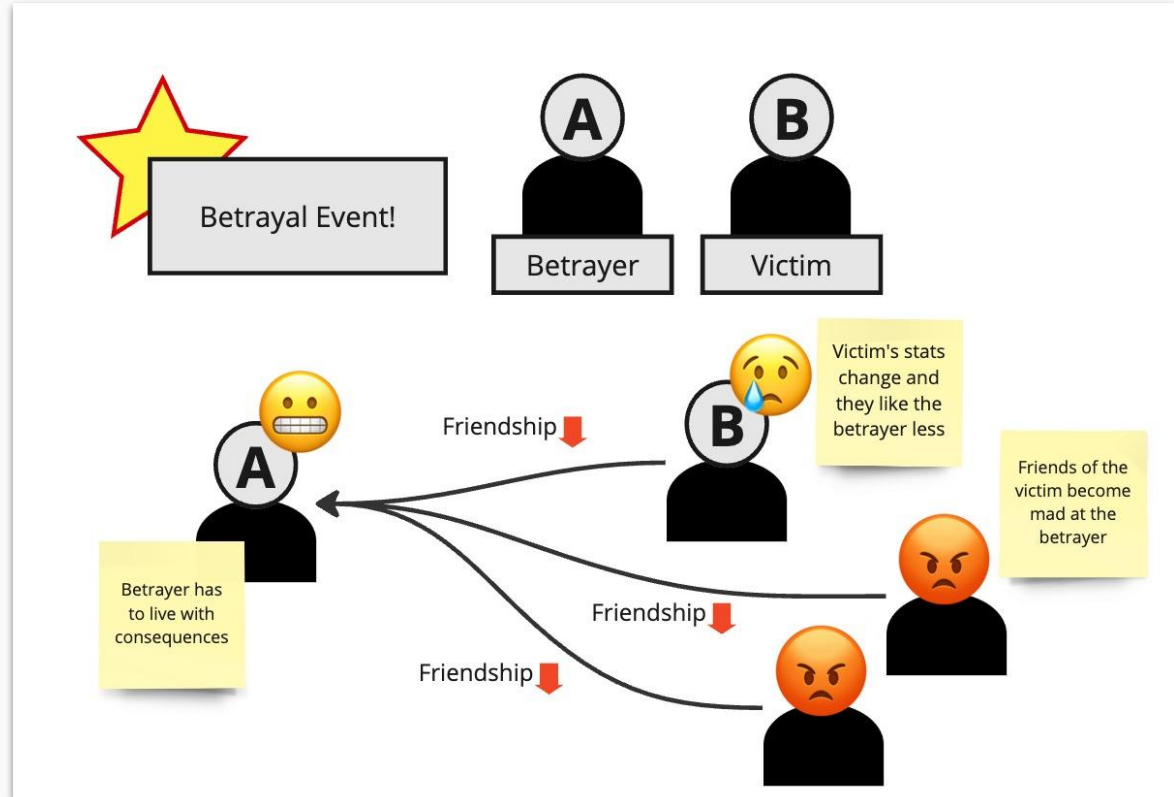 A
B
Betrayal Event!
Betrayer
Victim
Victim's stats
change and
they like the
betrayer less
Friendship
B
A
Friends of the
victim become
mad at the
betrayer
Betrayer has
to live with
consequences
Friendship
Friendship